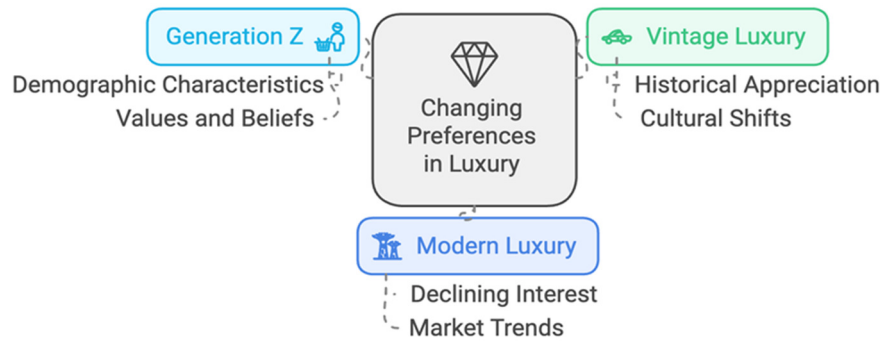 Generation Z
Demographic Characteristics
Values and Beliefs
Changing
Preferences
in Luxury
Vintage Luxury
Historical Appreciation
Cultural Shifts
Modern Luxury
Declining Interest
Market Trends